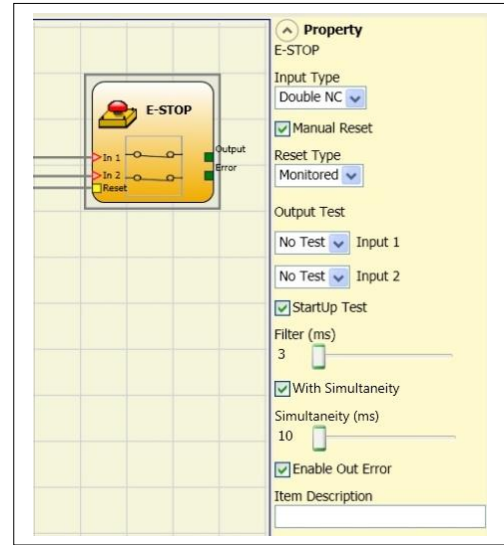 E-STOP
In 1
In 2
Reset
Output
Error
Property
E-STOP
Input Type
Double NC
Manual Reset
Reset Type
Monitored
Output Test
No Test Input 1
No Test Input 2
StartUp Test
Filter (ms)
3
With Simultaneity
Simultaneity (ms)
10
Enable Out Error
Item Description